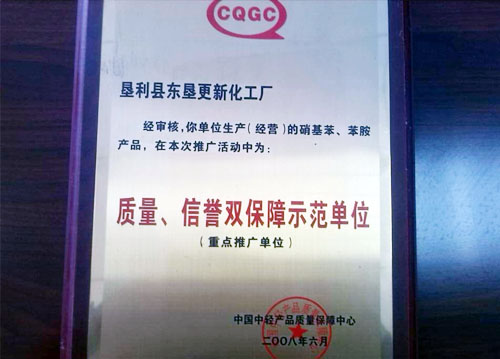 CQGC
垦利县东垦更新化工厂
经审核,你单位生产(经营)的硝基苯、苯胺
产品，在本次推广活动中为:
质量、信誉双保障示范单位
(重点推广单位)
中国中轻产品质量保障中心
二〇〇八年六月